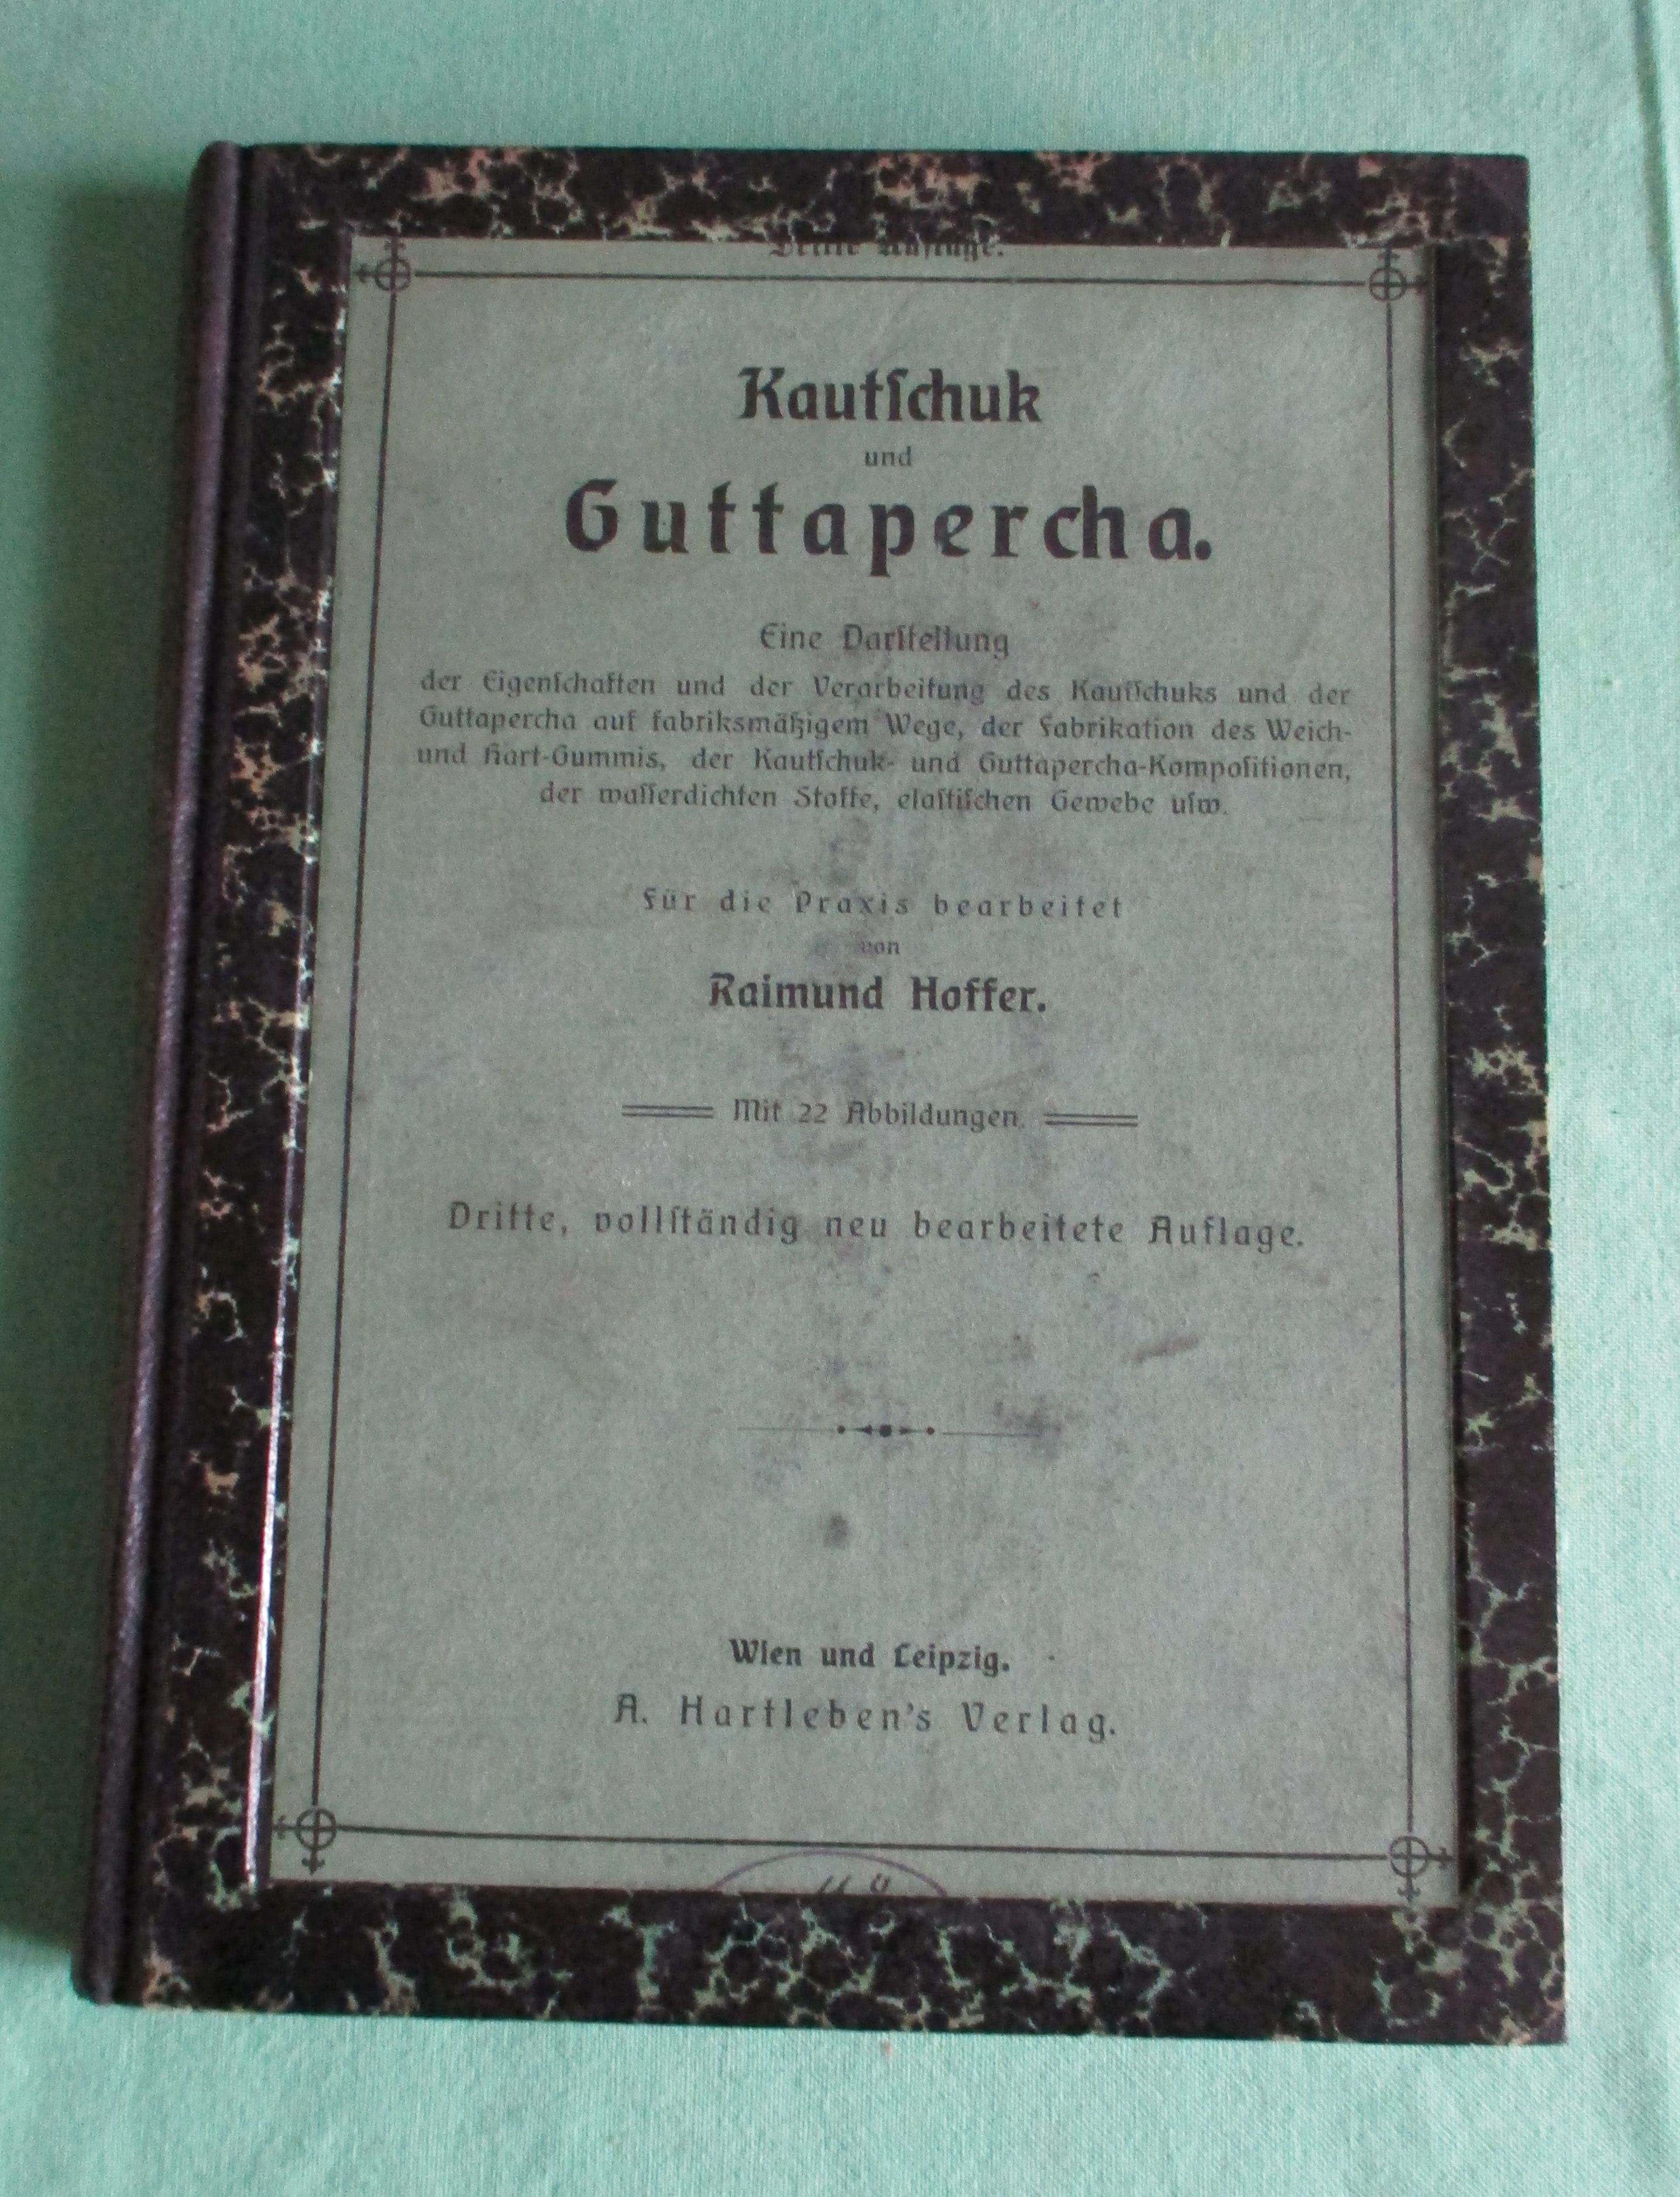 Dritte Auflage.
Kautſchuk
und
Guttapercha.
Eine Darſtellung
der Eigenſchaften und der Verarbeitung des Kautſchuks und der
Guttapercha auf fabriksmäßigem Wege, der Fabrikation des Weich-
und Hart-Gummis, der Kautſchuk- und Guttapercha-Kompoſitionen,
der waſſerdichten Stoffe, elaſtiſchen Gewebe uſw.
Für die Praxis bearbeitet
von
Raimund Hoffer.
Mit 22 Abbildungen.
Dritte, vollſtändig neu bearbeitete Auflage.
Wien und Leipzig.
A. Hartleben's Verlag.